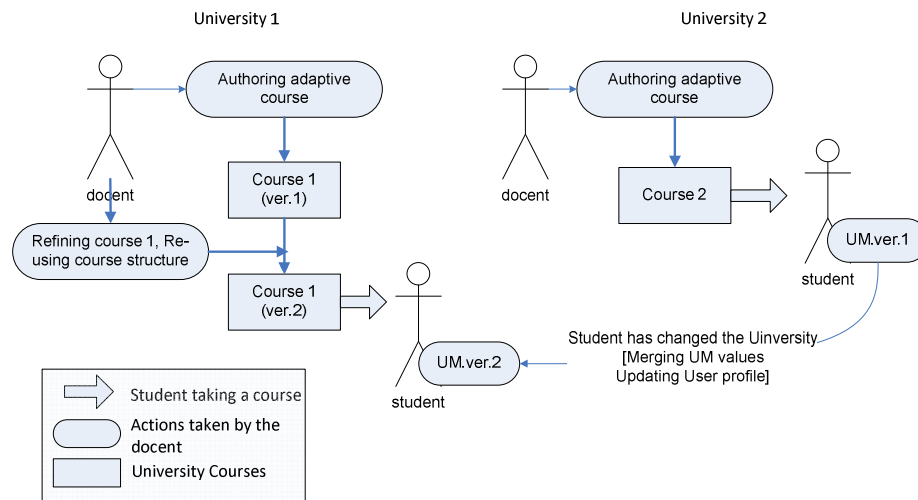 University 1
University 2
Authoring adaptive
course
Authoring adaptive
course
docent
Course 1
(ver.1)
docent
Course 2
Refining course 1, Re-
using course structure
UM.ver.1
student
Course 1
(ver.2)
Student has changed the Uinversity
[Merging UM values
Updating User profile]
UM.ver.2
student
Student taking a course
Actions taken by the
docent
University Courses